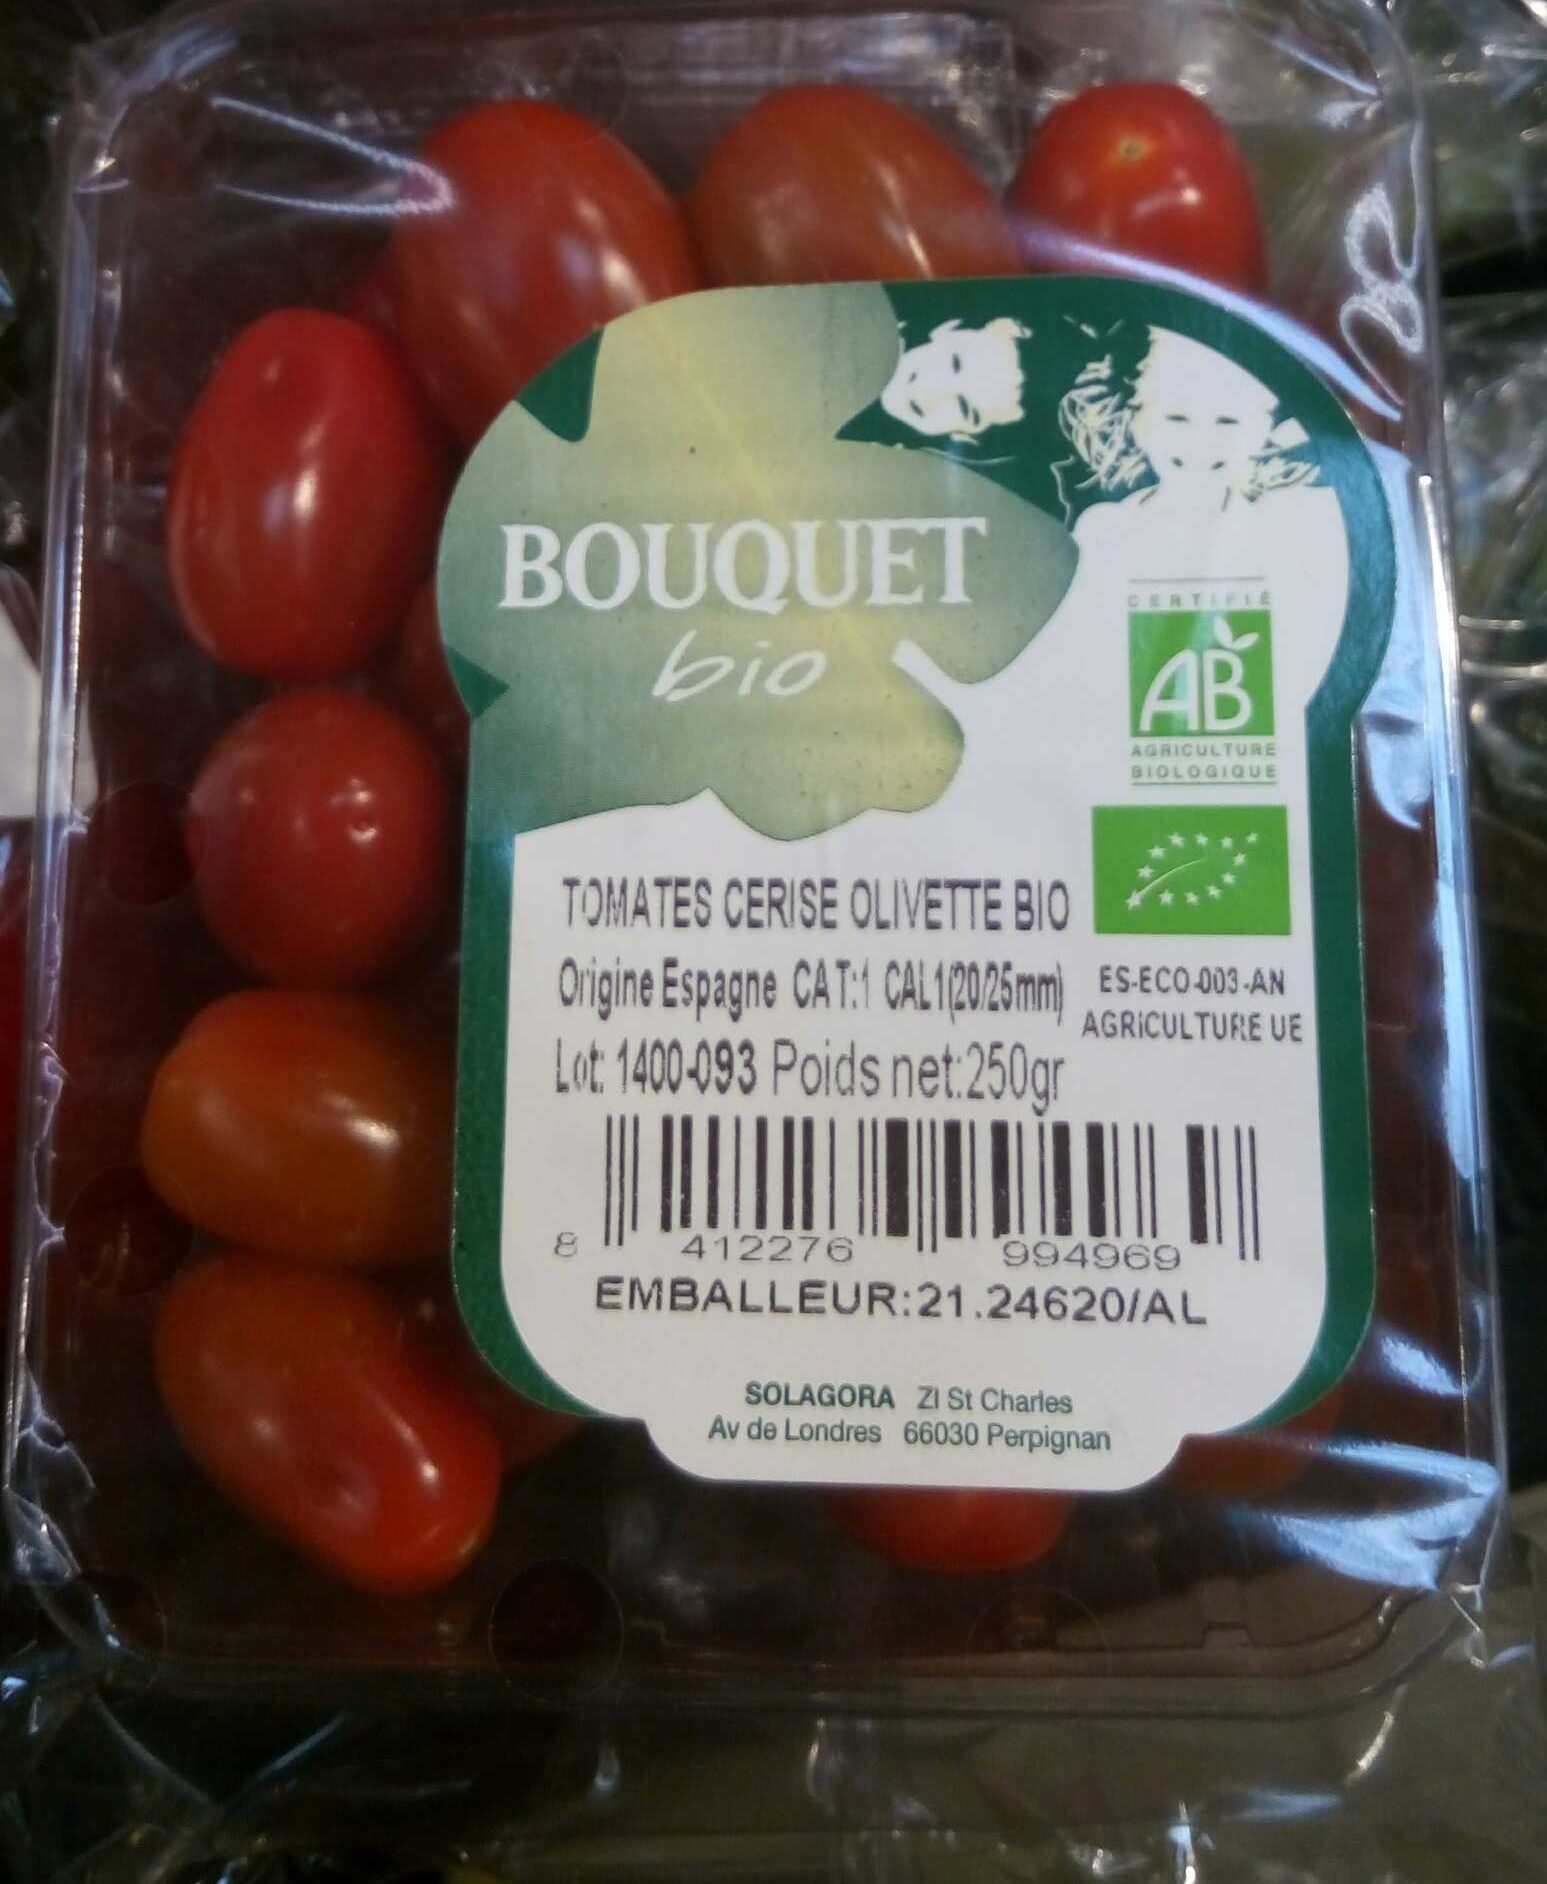 BOUQUET
bio
CERTIFIÉ
AB
AGRICULTURE
BIOLOGIQUE
TOMATES CERISE OLIVETTE BIO
Origine Espagne CAT:1 CAL1(20/25mm)
Lot: 1400-093 Poids net:250gr
ES-ECO-003-AN
AGRICULTURE UE
8 412276 994969
EMBALLEUR:21.24620/AL
SOLAGORA ZI St Charles
Av de Londres 66030 Perpignan